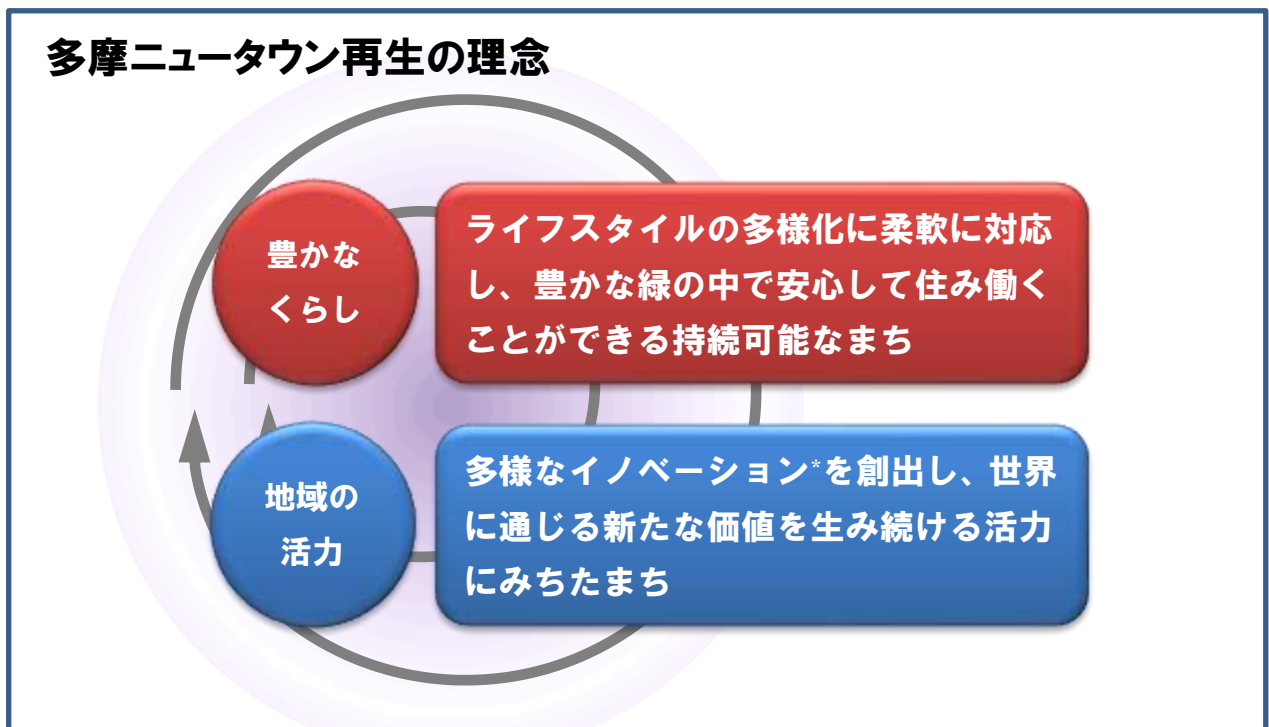 多摩ニュータウン再生の理念
豊かな
くらし
ライフスタイルの多様化に柔軟に対応
し、豊かな緑の中で安心して住み働く
ことができる持続可能なまち
地域の
活力
多様なイノベーション*を創出し、世界
に通じる新たな価値を生み続ける活力
にみちたまち